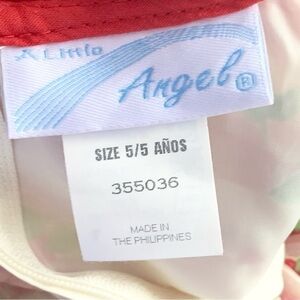 A Little
Angel®
SIZE 5/5 AÑOS
355036
MADE IN
THE PHILIPPINES